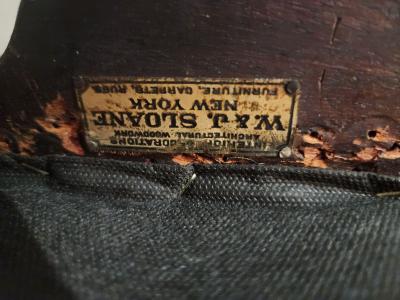 INTERIOR DECORATIONS
ARCHITECTURAL WOODWORK
W. & J. SLOANE
NEW YORK
FURNITURE, CARPETS, RUGS